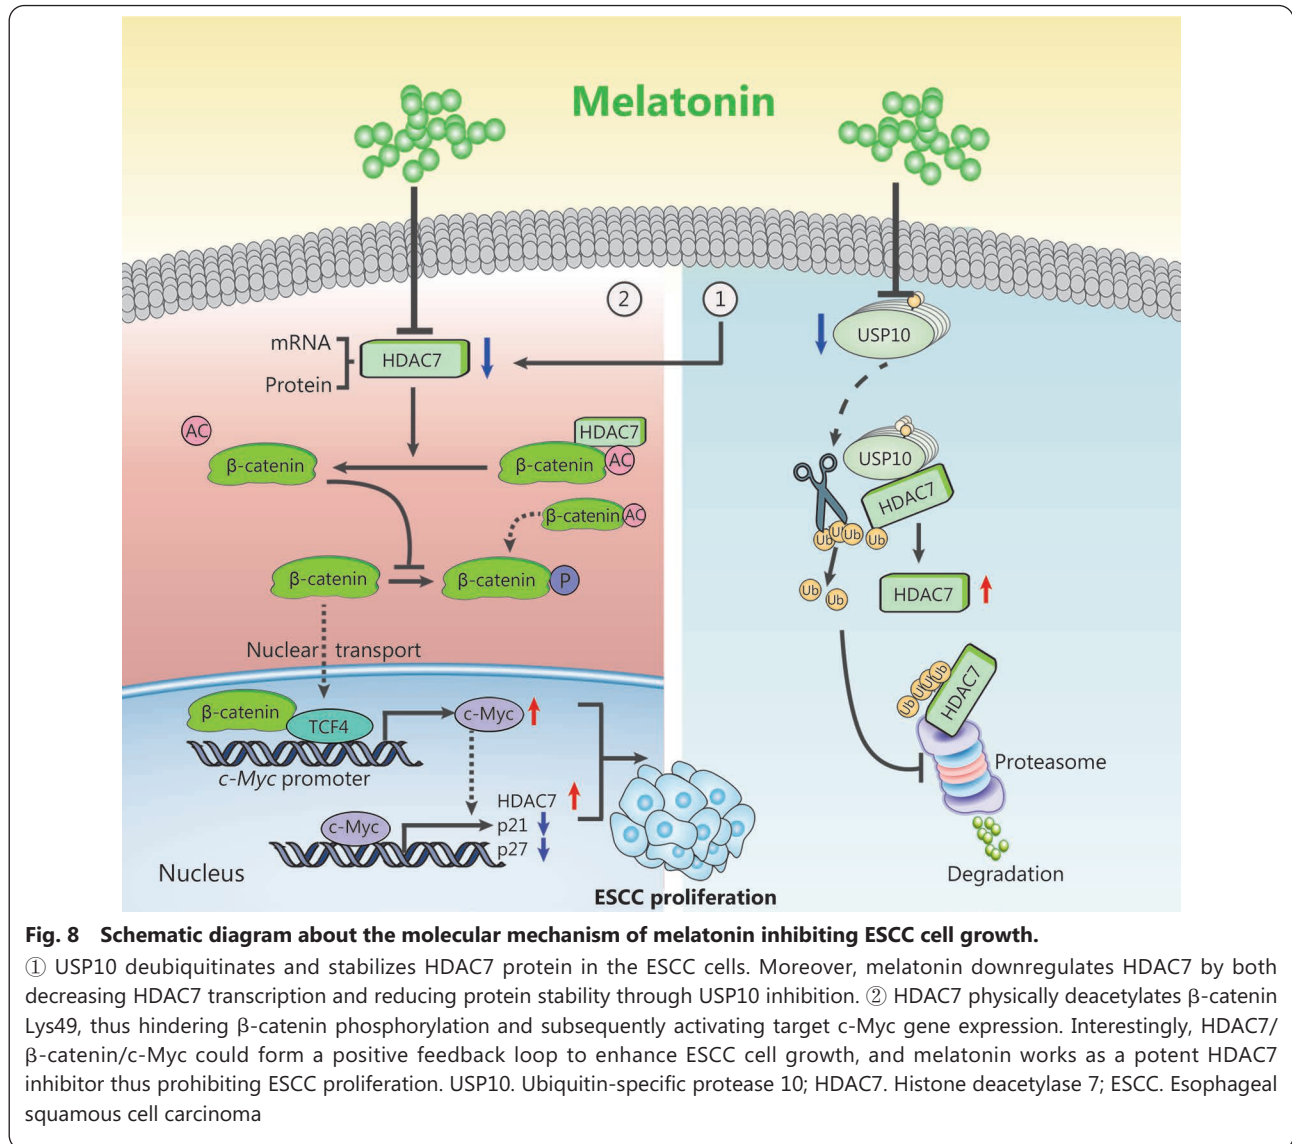 Melatonin
2
1
mRNA
Protein
HDAC7
USP10
AC
β-catenin
HDAC7
β-catenin
AC
USP10
HDAC7
β-catenin
AC
Ub
Ub
Ub
Ub
β-catenin
β-catenin
P
Ub
Ub
HDAC7
Nuclear transport
Ub
Ub
Ub
Ub
HDAC7
β-catenin
TCF4
c-Myc
c-Myc promoter
Proteasome
HDAC7
c-Myc
p21
p27
Nucleus
Degradation
ESCC proliferation
Fig. 8 Schematic diagram about the molecular mechanism of melatonin inhibiting ESCC cell growth.
① USP10 deubiquitinates and stabilizes HDAC7 protein in the ESCC cells. Moreover, melatonin downregulates HDAC7 by both
decreasing HDAC7 transcription and reducing protein stability through USP10 inhibition. ② HDAC7 physically deacetylates β-catenin
Lys49, thus hindering β-catenin phosphorylation and subsequently activating target c-Myc gene expression. Interestingly, HDAC7/
β-catenin/c-Myc could form a positive feedback loop to enhance ESCC cell growth, and melatonin works as a potent HDAC7
inhibitor thus prohibiting ESCC proliferation. USP10. Ubiquitin-specific protease 10; HDAC7. Histone deacetylase 7; ESCC. Esophageal
squamous cell carcinoma